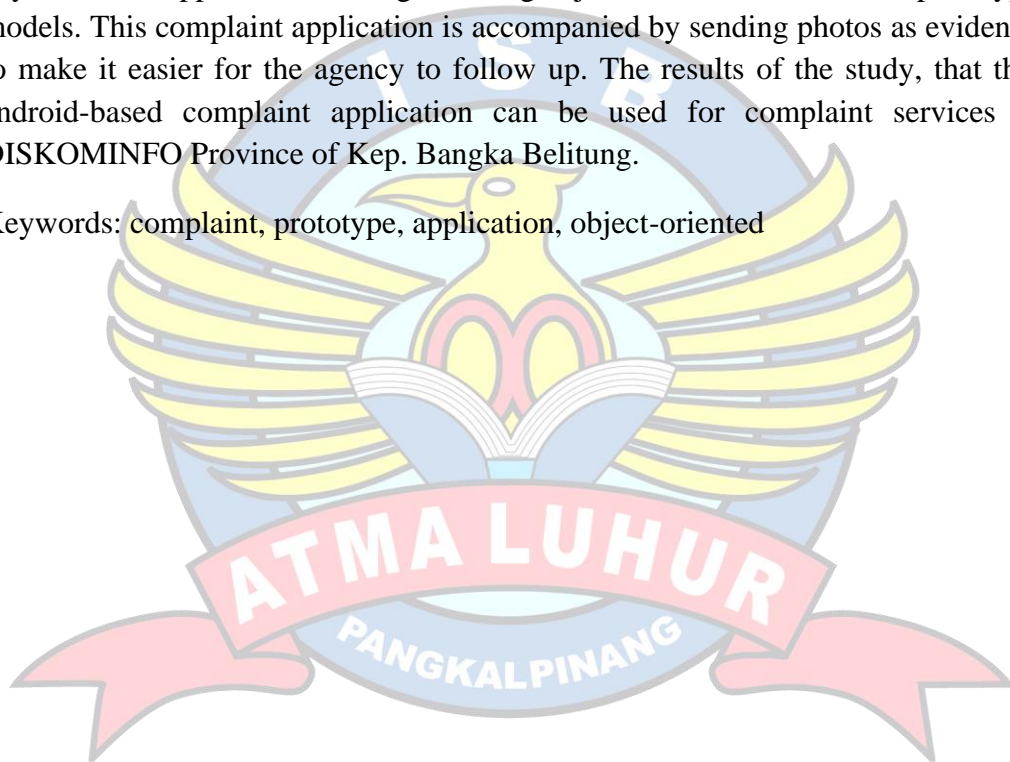 models. This complaint application is accompanied by sending photos as eviden
to make it easier for the agency to follow up. The results of the study, that th
android-based complaint application can be used for complaint services
DISKOMINFO Province of Kep. Bangka Belitung.
Keywords: complaint, prototype, application, object-oriented
I S B
ATMA LUHUR
PANGKALPINANG